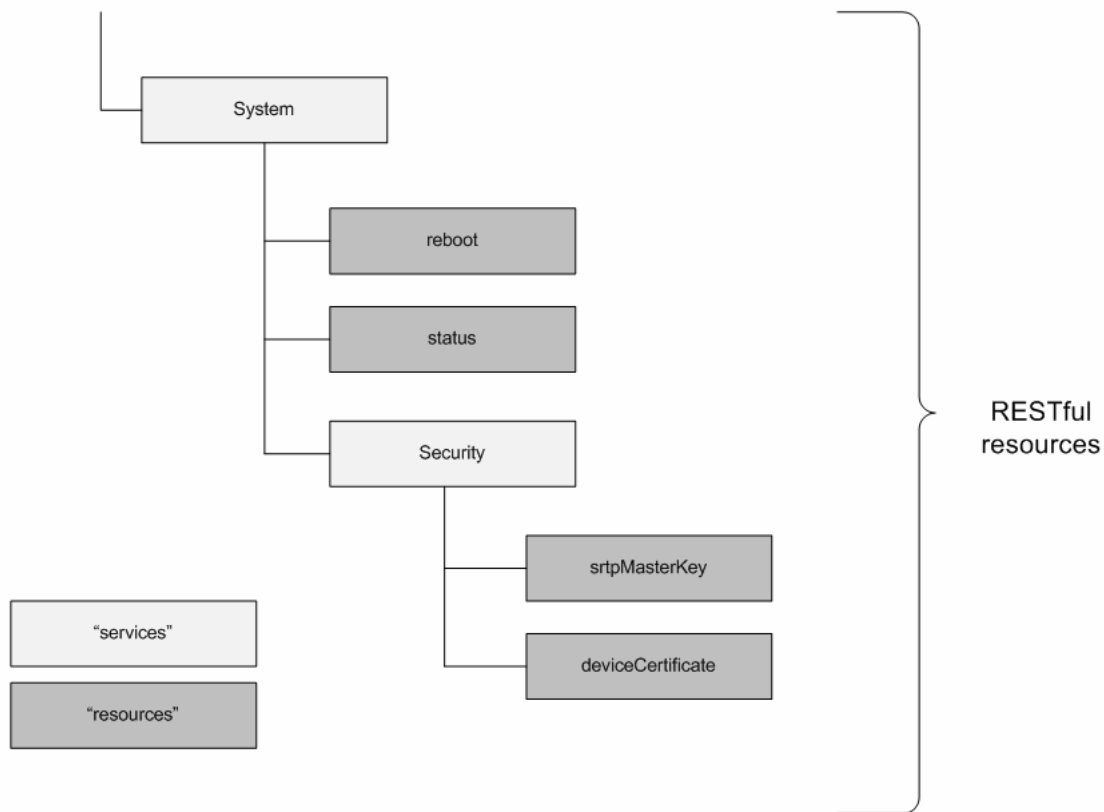 System
reboot
status
RESTful
resources
Security
srtpMasterKey
“services”
deviceCertificate
“resources”